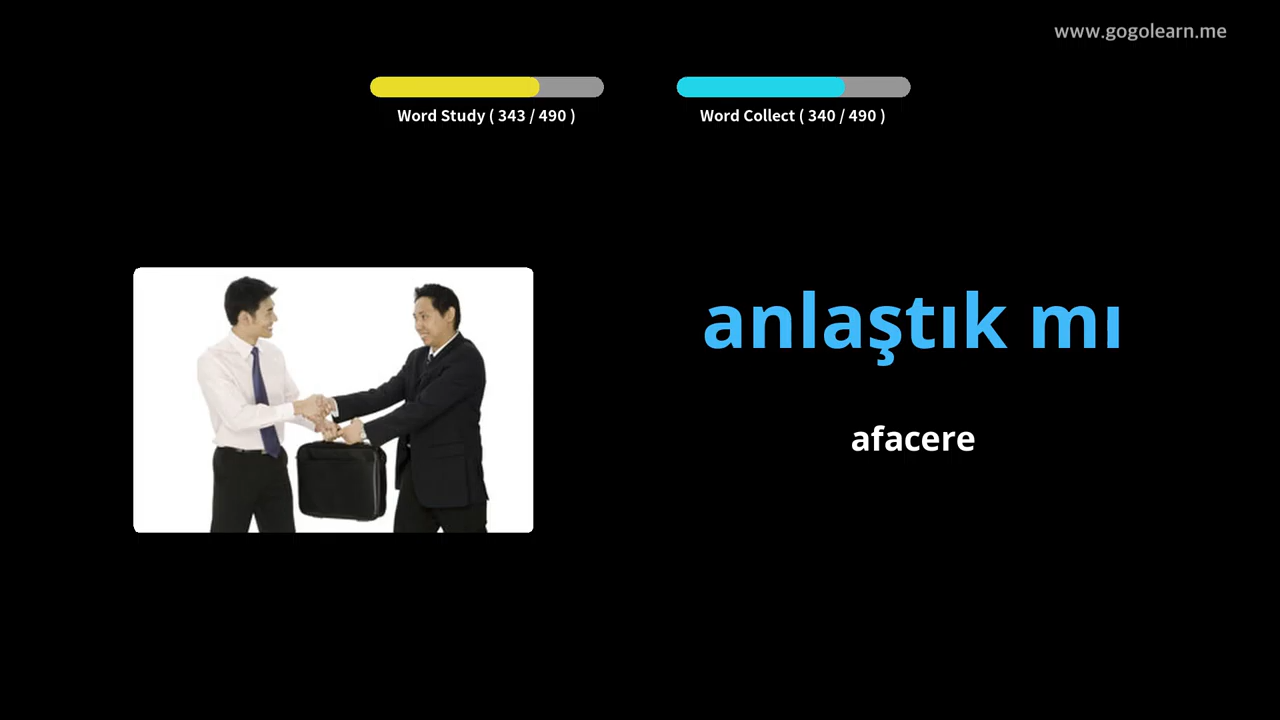 www.gogolearn.me
Word Study ( 343 / 490 )
Word Collect ( 340 / 490 )
anlaştık mı
afacere